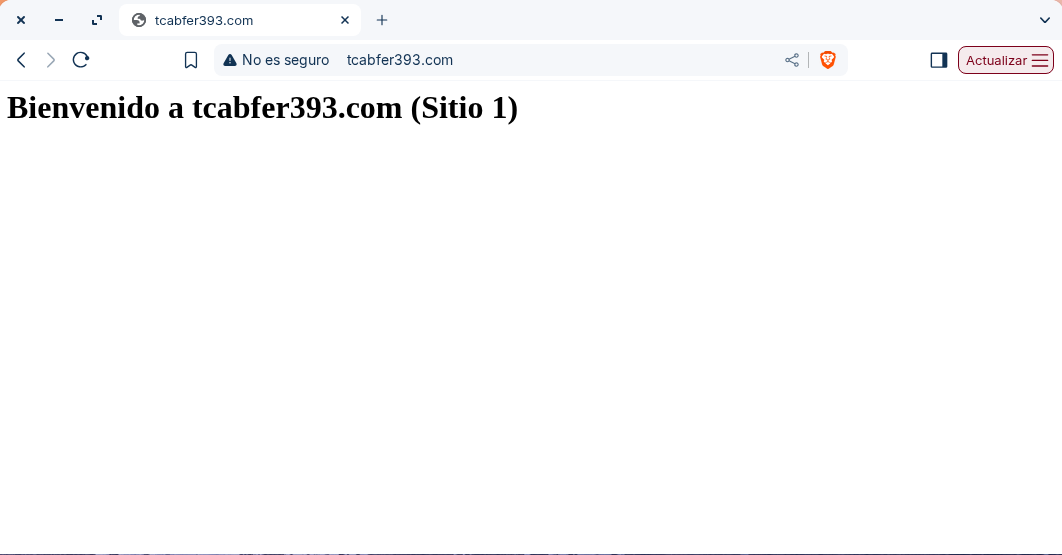 tcabfer393.com
No es seguro tcabfer393.com
Actualizar
Bienvenido a tcabfer393.com (Sitio 1)